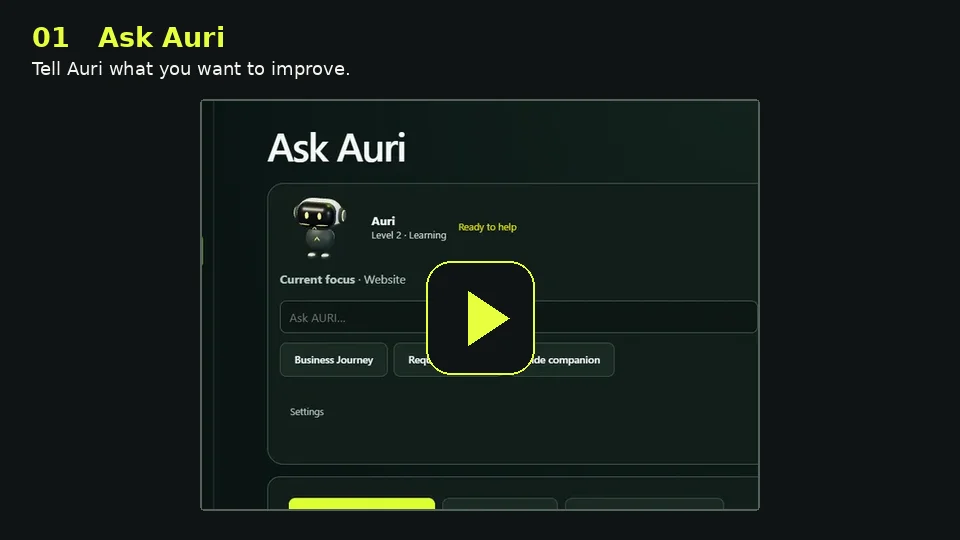 01 Ask Auri
Tell Auri what you want to improve.
Ask Auri
Auri
Level 2 · Learning
Ready to help
Current focus · Website
Ask AURI...
Business Journey
companion
Settings